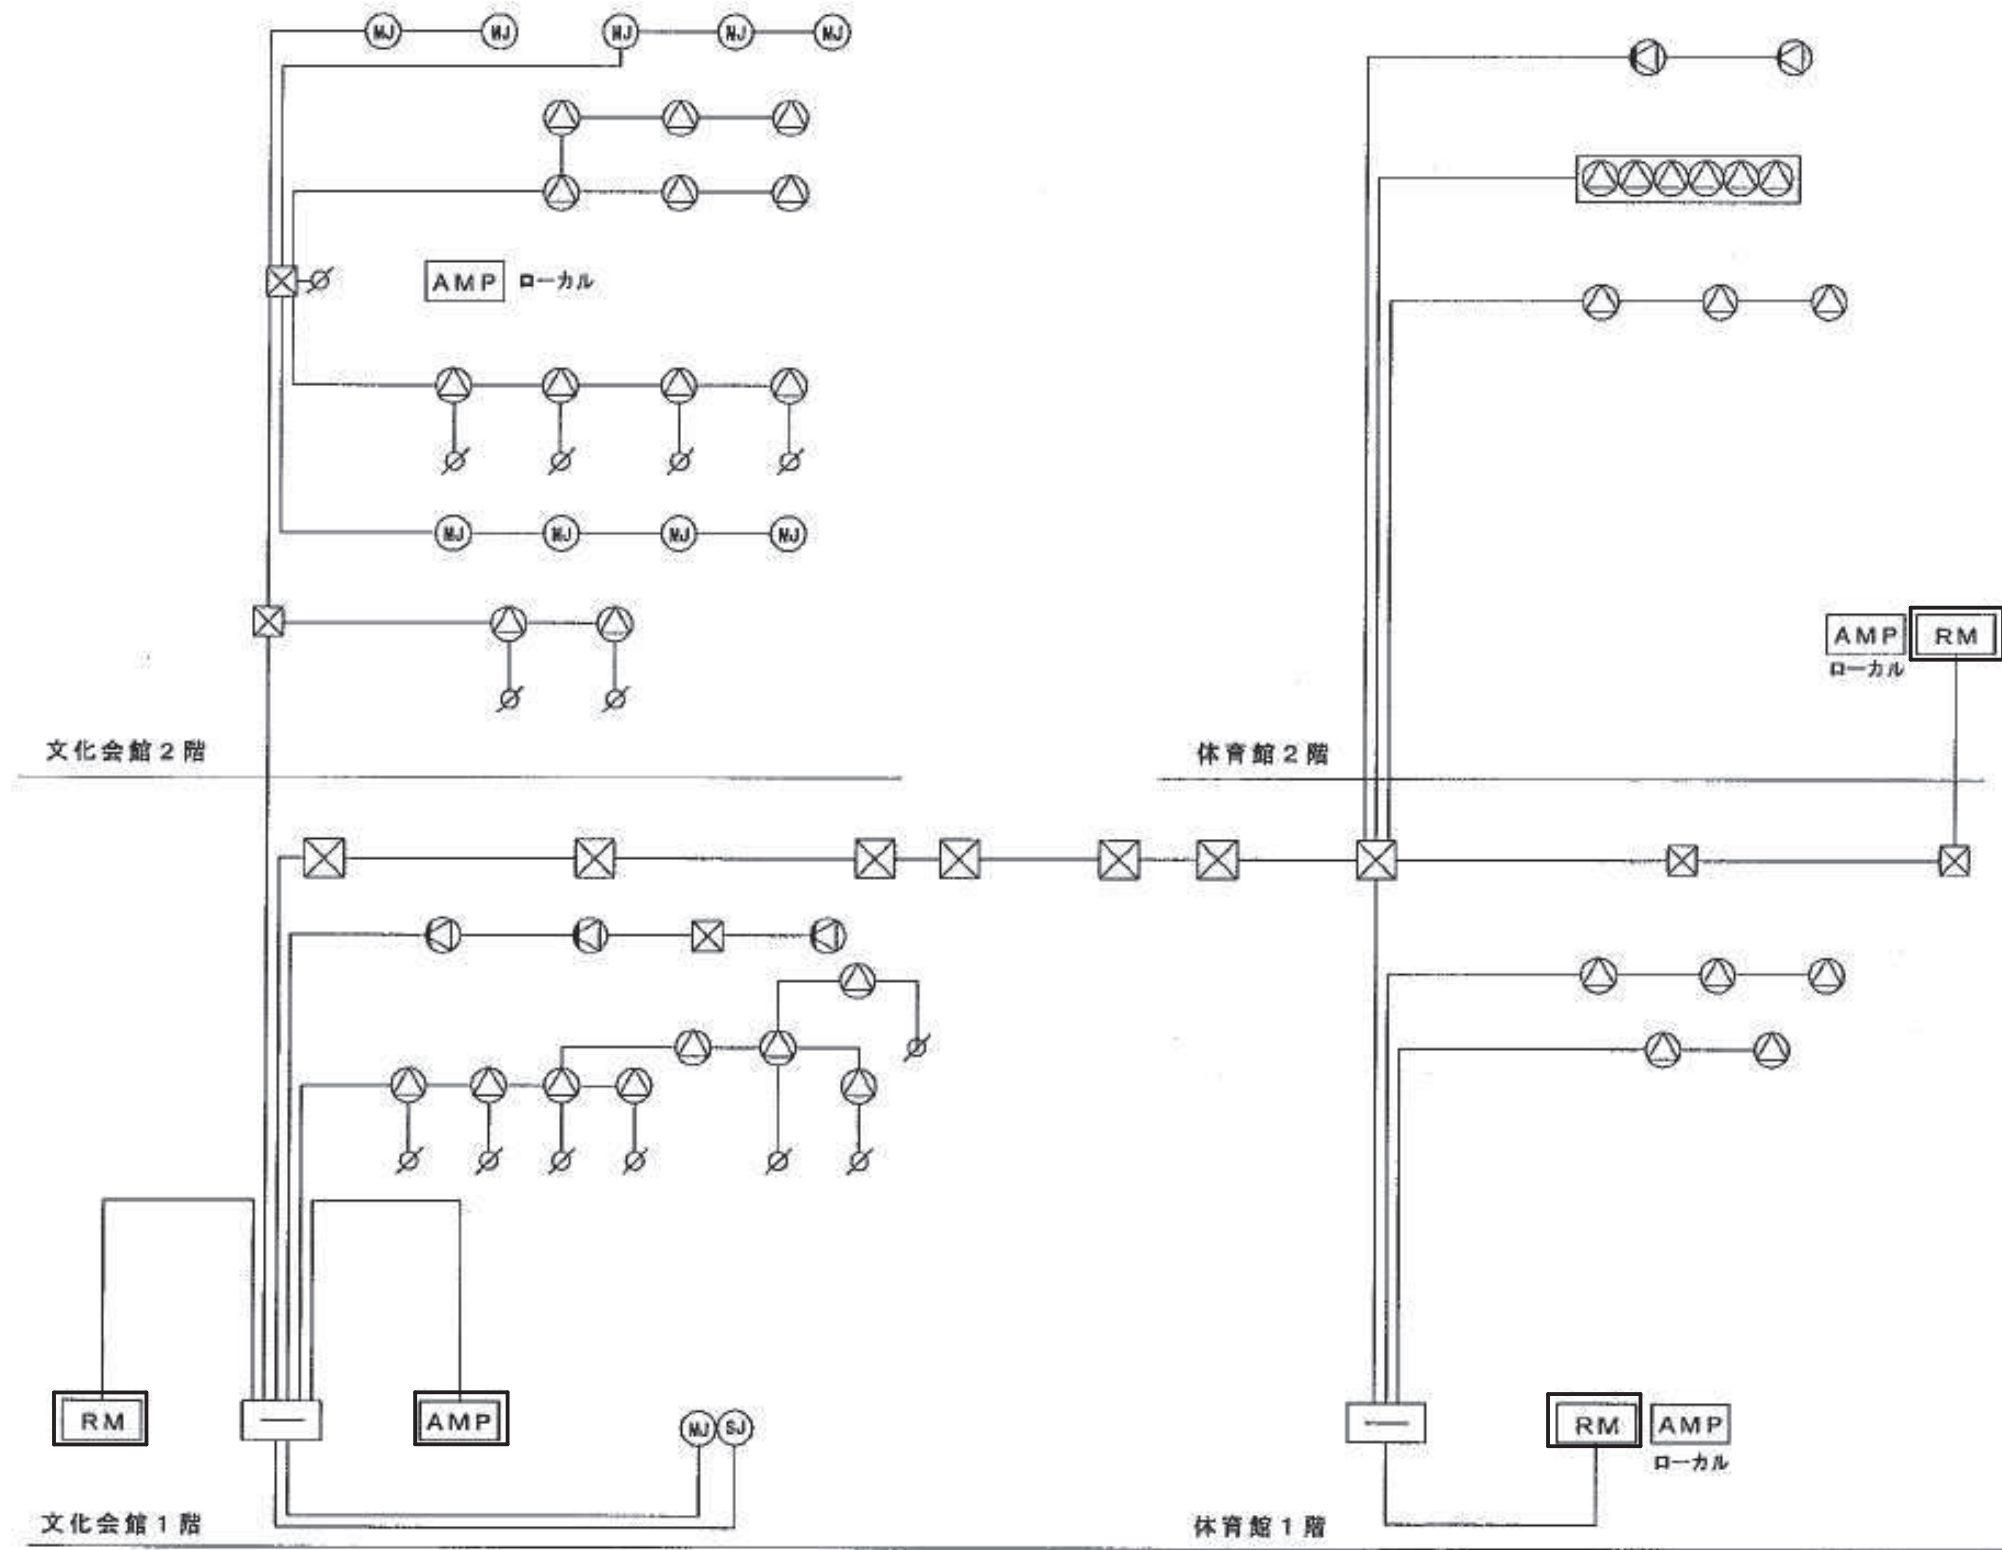 MJ MJ MJ MJ MJ
AMP ローカル
MJ MJ MJ MJ
AMP RM
ローカル
文化会館2階
体育館2階
RM
AMP
MJ SJ
RM AMP
ローカル
文化会館1階
体育館1階